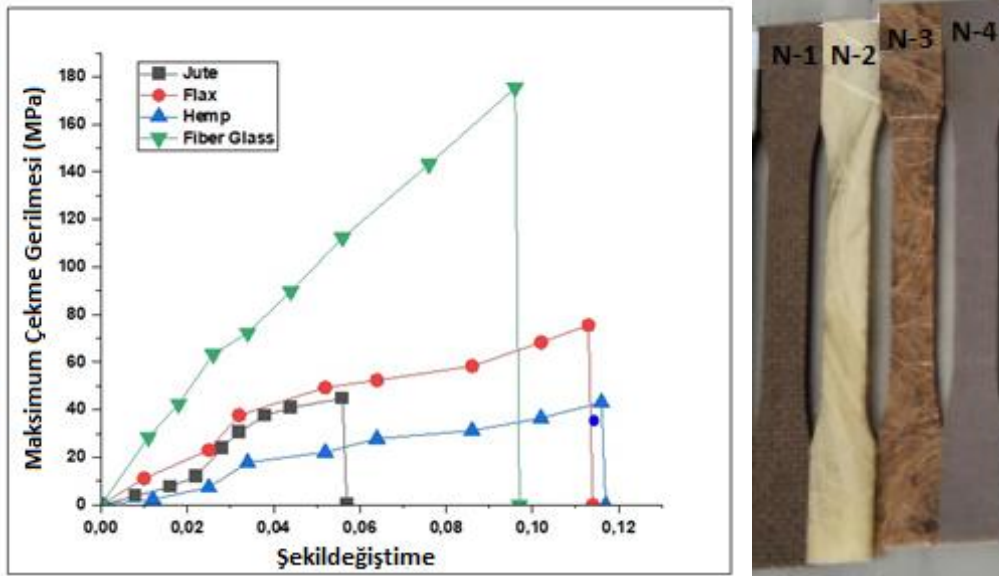 Maksimum Çekme Gerilmesi (MPa)
180
160
140
120
100
80
60
40
20
0
Jute
Flax
Hemp
Fiber Glass
0,00 0,02 0,04 0,06 0,08 0,10 0,12
Şekildeğiştime
N-1 N-2 N-3 N-4